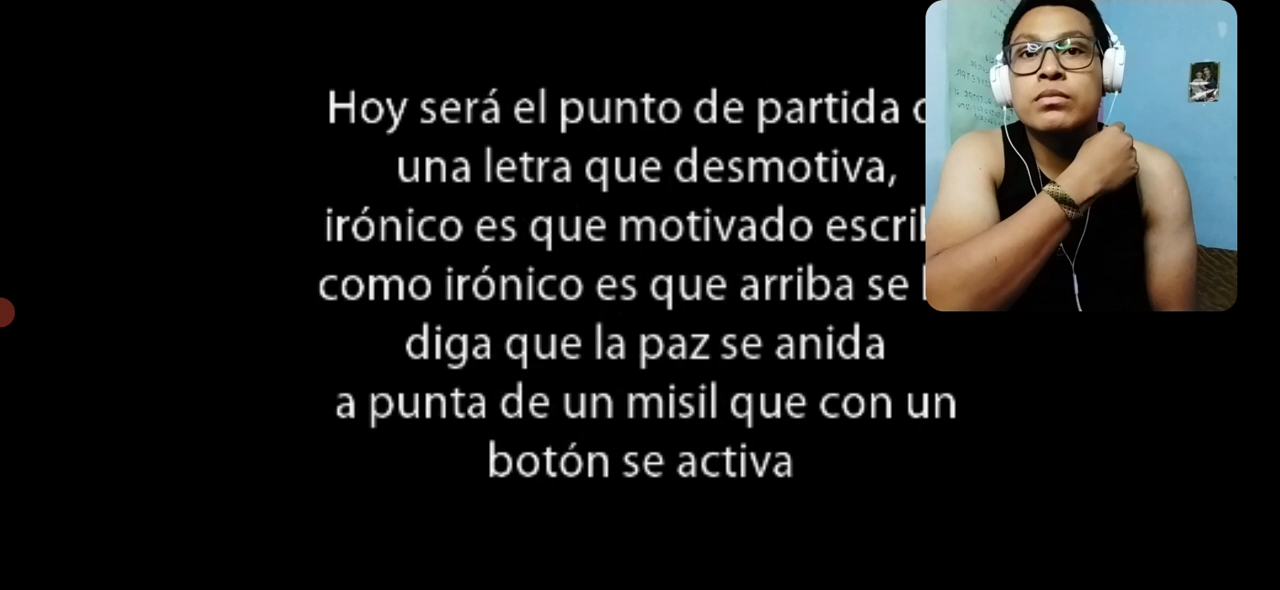 Hoy será el punto de partida
una letra que desmotiva,
irónico es que motivado
como irónico es que arriba se
diga que la paz se anida
a punta de un misil que con un
botón se activa